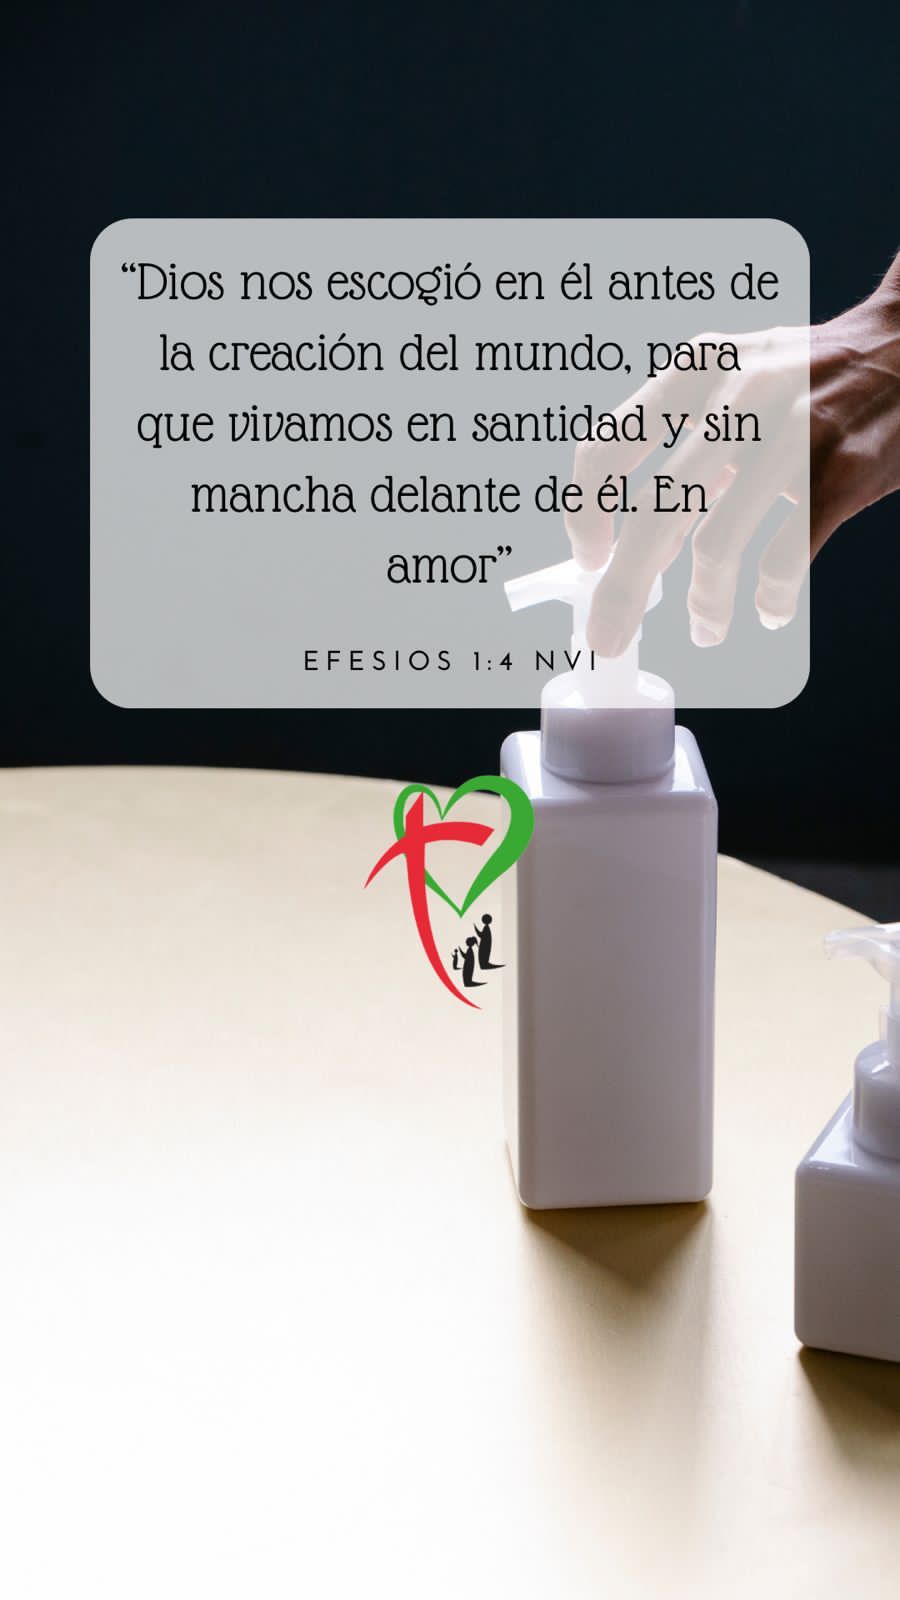 “Dios nos escogió en él antes de
la creación del mundo, para
que vivamos en santidad y sin
mancha delante de él. En
amor”
EFESIOS 1:4 NVI